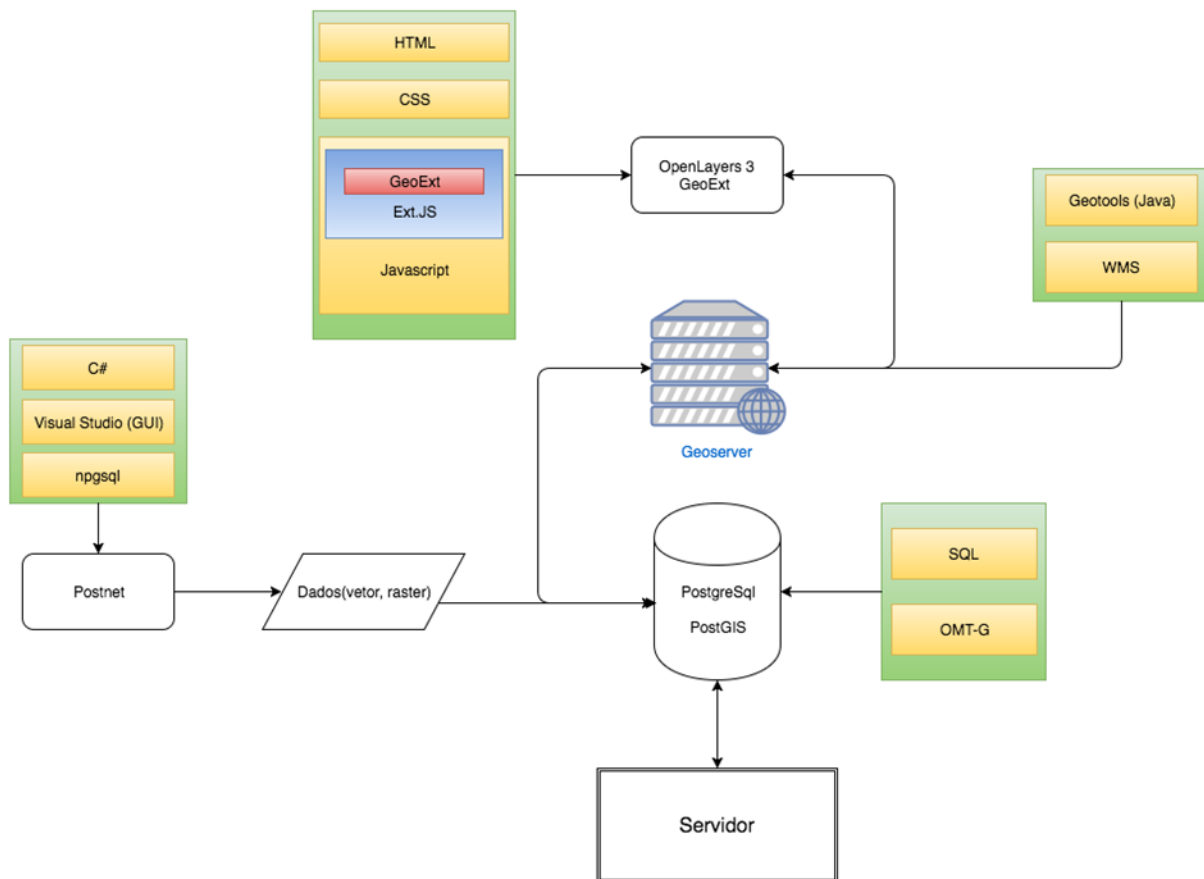 HTML
CSS
GeoExt
Ext.JS
Javascript
OpenLayers 3
GeoExt
Geotools (Java)
WMS
C#
Visual Studio (GUI)
npgsql
Geoserver
Postnet
Dados(vetor, raster)
PostgreSql
PostGIS
SQL
OMT-G
Servidor